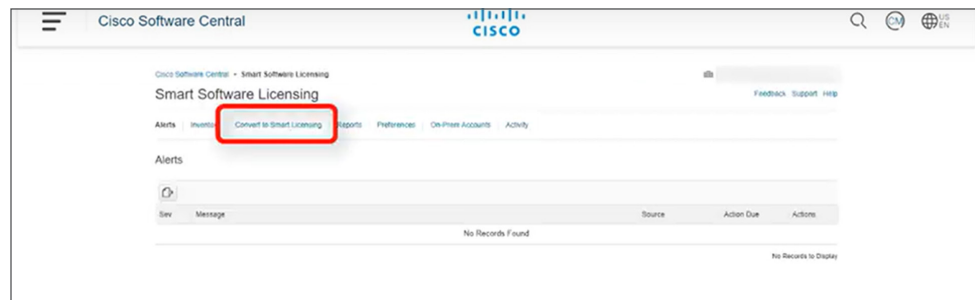 Cisco Software Central
CISCO
CM
US
EN
Cisco Software Central › Smart Software Licensing
Smart Software Licensing
Feedback Support Help
Alerts Inventory Convert to Smart Licensing Reports Preferences On-Prem Accounts Activity
Alerts
Sev Message Source Action Due Actions
No Records Found
No Records to Display